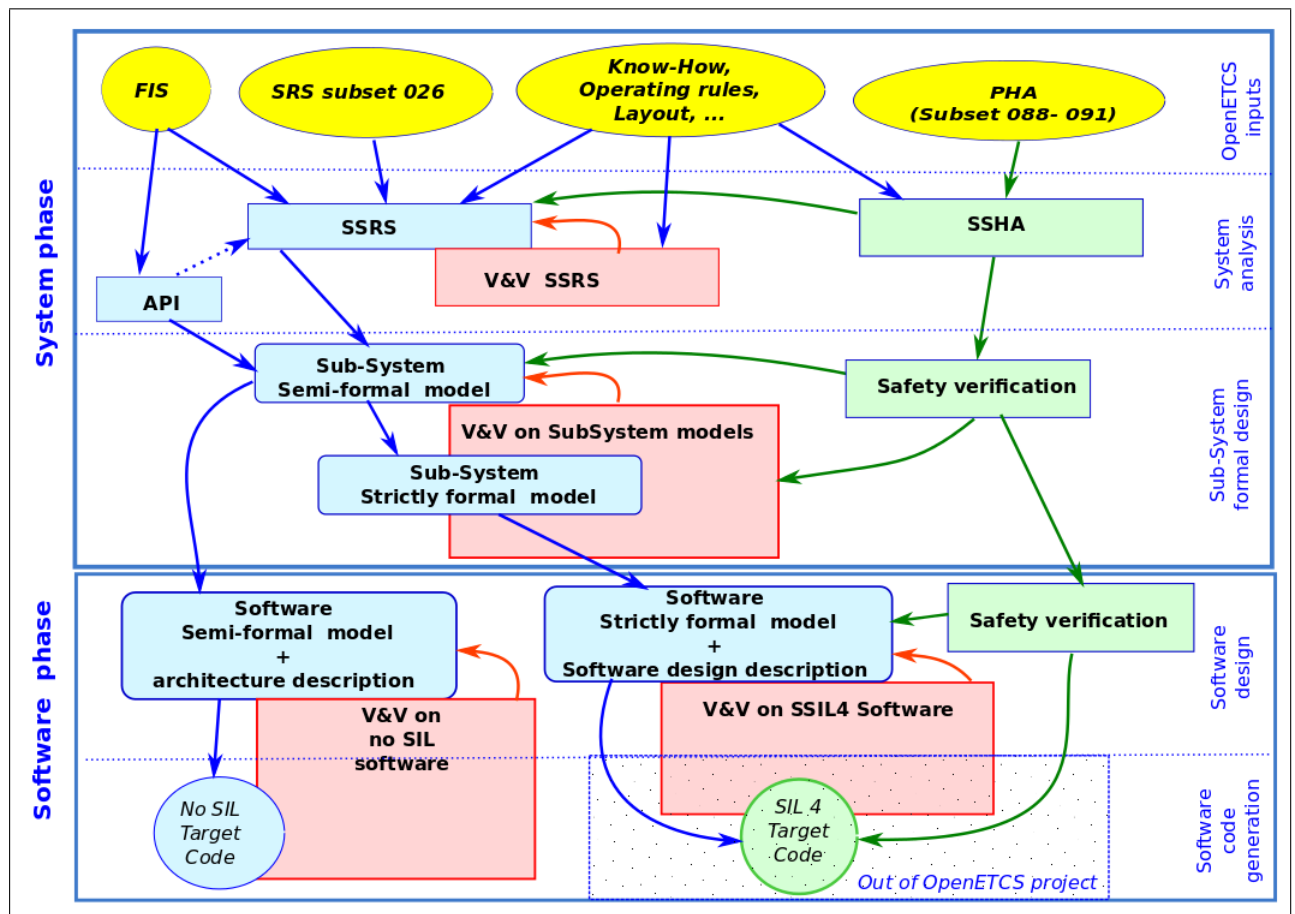 FIS
SRS subset 026
Know-How,
Operating rules,
Layout, ...
PHA
(Subset 088- 091)
OpenETCS
inputs
System phase
SSRS
SSHA
V&V  SSRS
API
System
analysis
Sub-System
Semi-formal  model
Safety verification
V&V on SubSystem models
Sub-System
Strictly formal  model
Sub-System
formal design
Software  phase
Software
Semi-formal  model
+
architecture description
Software
Strictly formal  model
+
Software design description
Safety verification
Software
design
V&V on
no SIL
software
V&V on SSIL4 Software
No SIL
Target
Code
SIL 4
Target
Code
Out of OpenETCS project
Software
code
generation